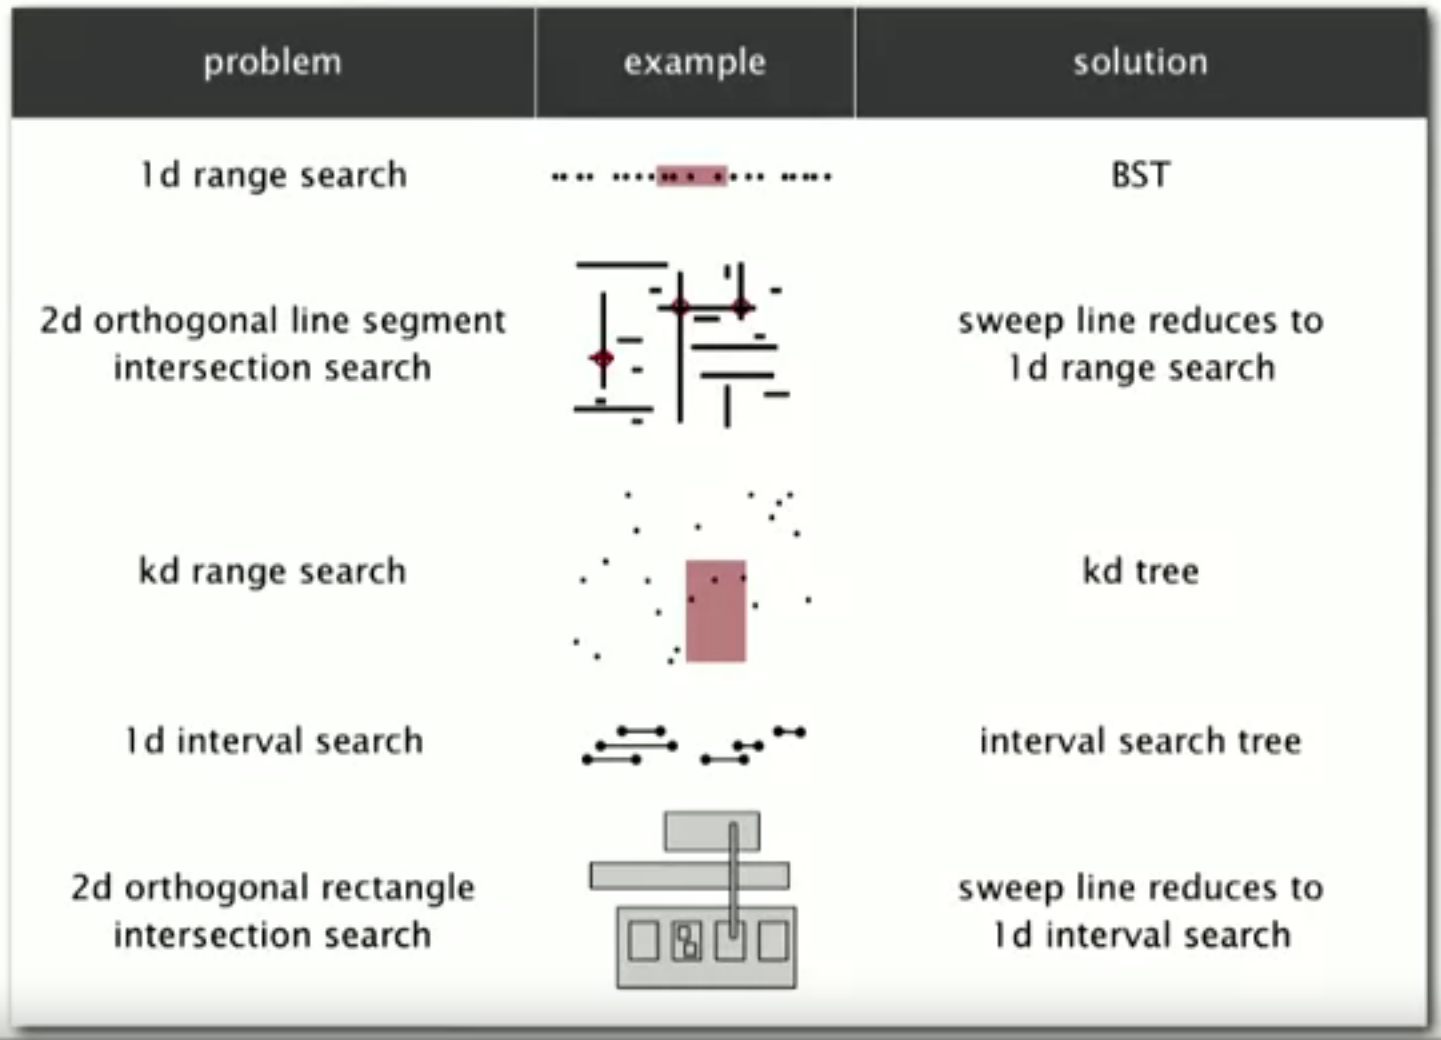 problem example solution
1d range search BST
2d orthogonal line segment
intersection search
sweep line reduces to
1d range search
kd range search kd tree
1d interval search interval search tree
2d orthogonal rectangle
intersection search
sweep line reduces to
1d interval search